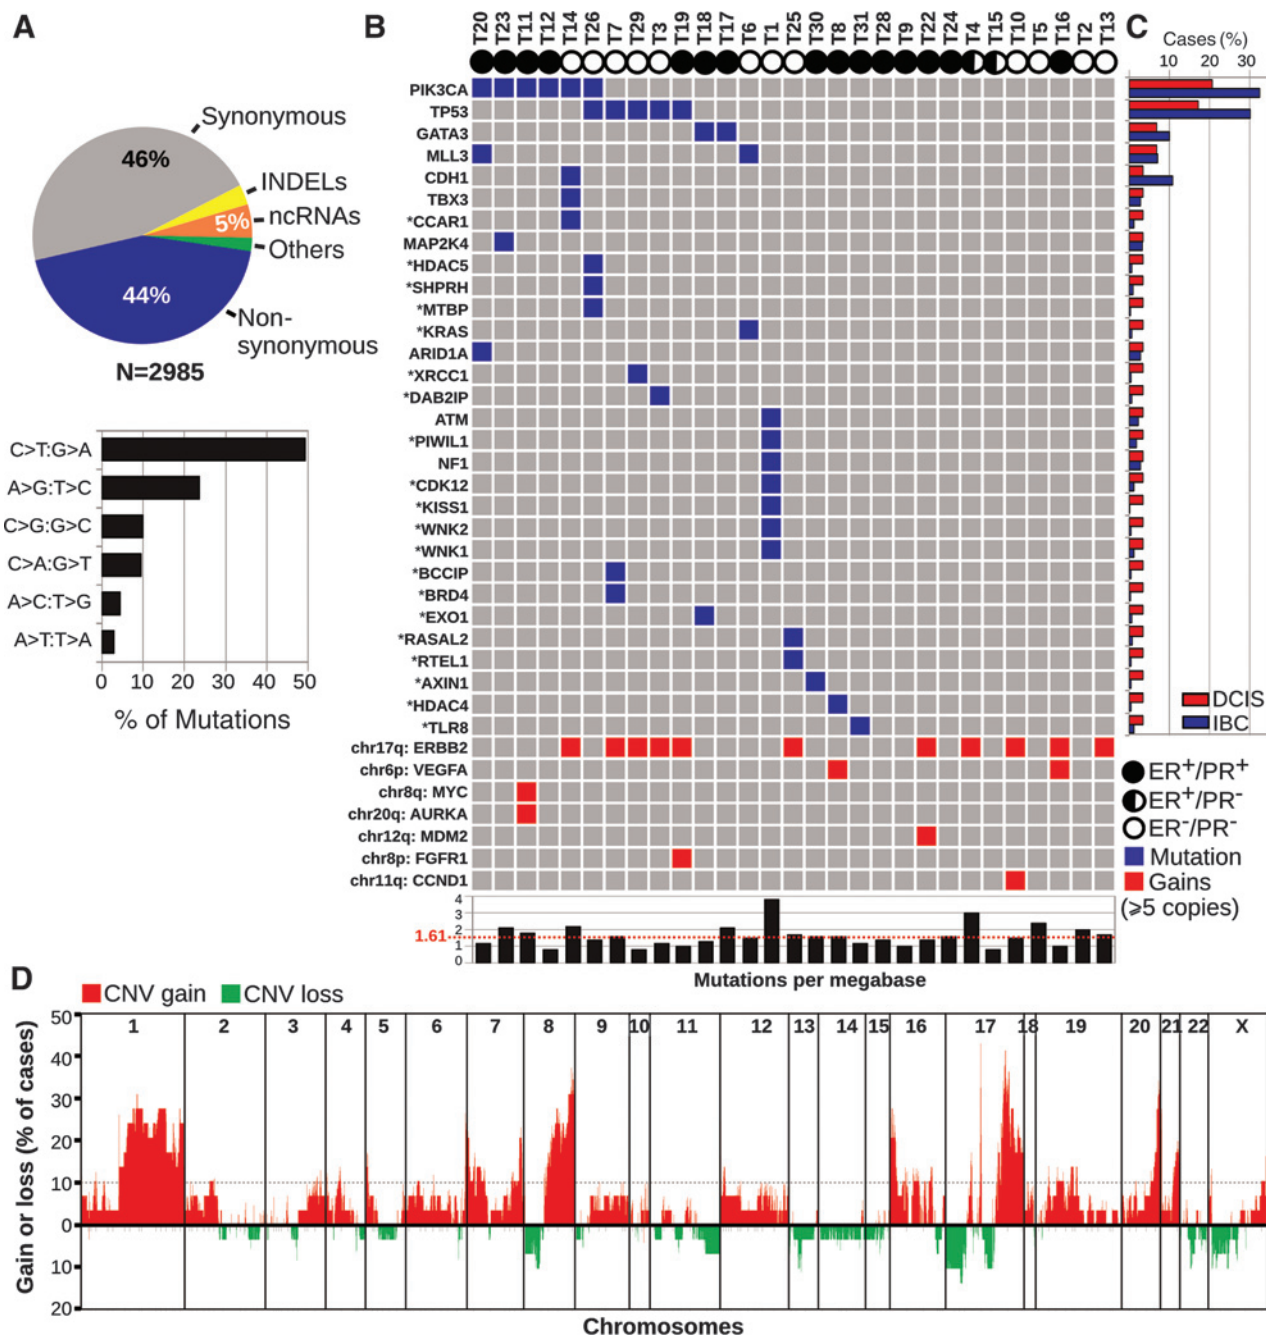 A
Synonymous
46%
INDELs
5%
ncRNAs
Others
44%
Non-
synonymous
N=2985
C>T:G>A
A>G:T>C
C>G:G>C
C>A:G>T
A>C:T>G
A>T:T>A
0 10 20 30 40 50
% of Mutations
B
T20 T23 T11 T12 T14 T26 T7 T29 T3 T19 T18 T17 T6 T1 T25 T30 T8 T31 T28 T9 T22 T24 T4 T15 T10 T5 T16 T2 T13
PIK3CA
TP53
GATA3
MLL3
CDH1
TBX3
*CCAR1
MAP2K4
*HDAC5
*SHPRH
*MTBP
*KRAS
ARID1A
*XRCC1
*DAB2IP
ATM
*PIWIL1
NF1
*CDK12
*KISS1
*WNK2
*WNK1
*BCCIP
*BRD4
*EXO1
*RASAL2
*RTEL1
*AXIN1
*HDAC4
*TLR8
chr17q: ERBB2
chr6p: VEGFA
chr8q: MYC
chr20q: AURKA
chr12q: MDM2
chr8p: FGFR1
chr11q: CCND1
4
3
2
1.61
1
0
Mutations per megabase
C
Cases (%)
0 10 20 30
DCIS
IBC
ER+/PR+
ER+/PR-
ER-/PR-
Mutation
Gains
(≥5 copies)
D
CNV gain CNV loss
Gain or loss (% of cases)
50
40
30
20
10
0
10
20
1 2 3 4 5 6 7 8 9 10 11 12 13 14 15 16 17 18 19 20 21 22 X
Chromosomes